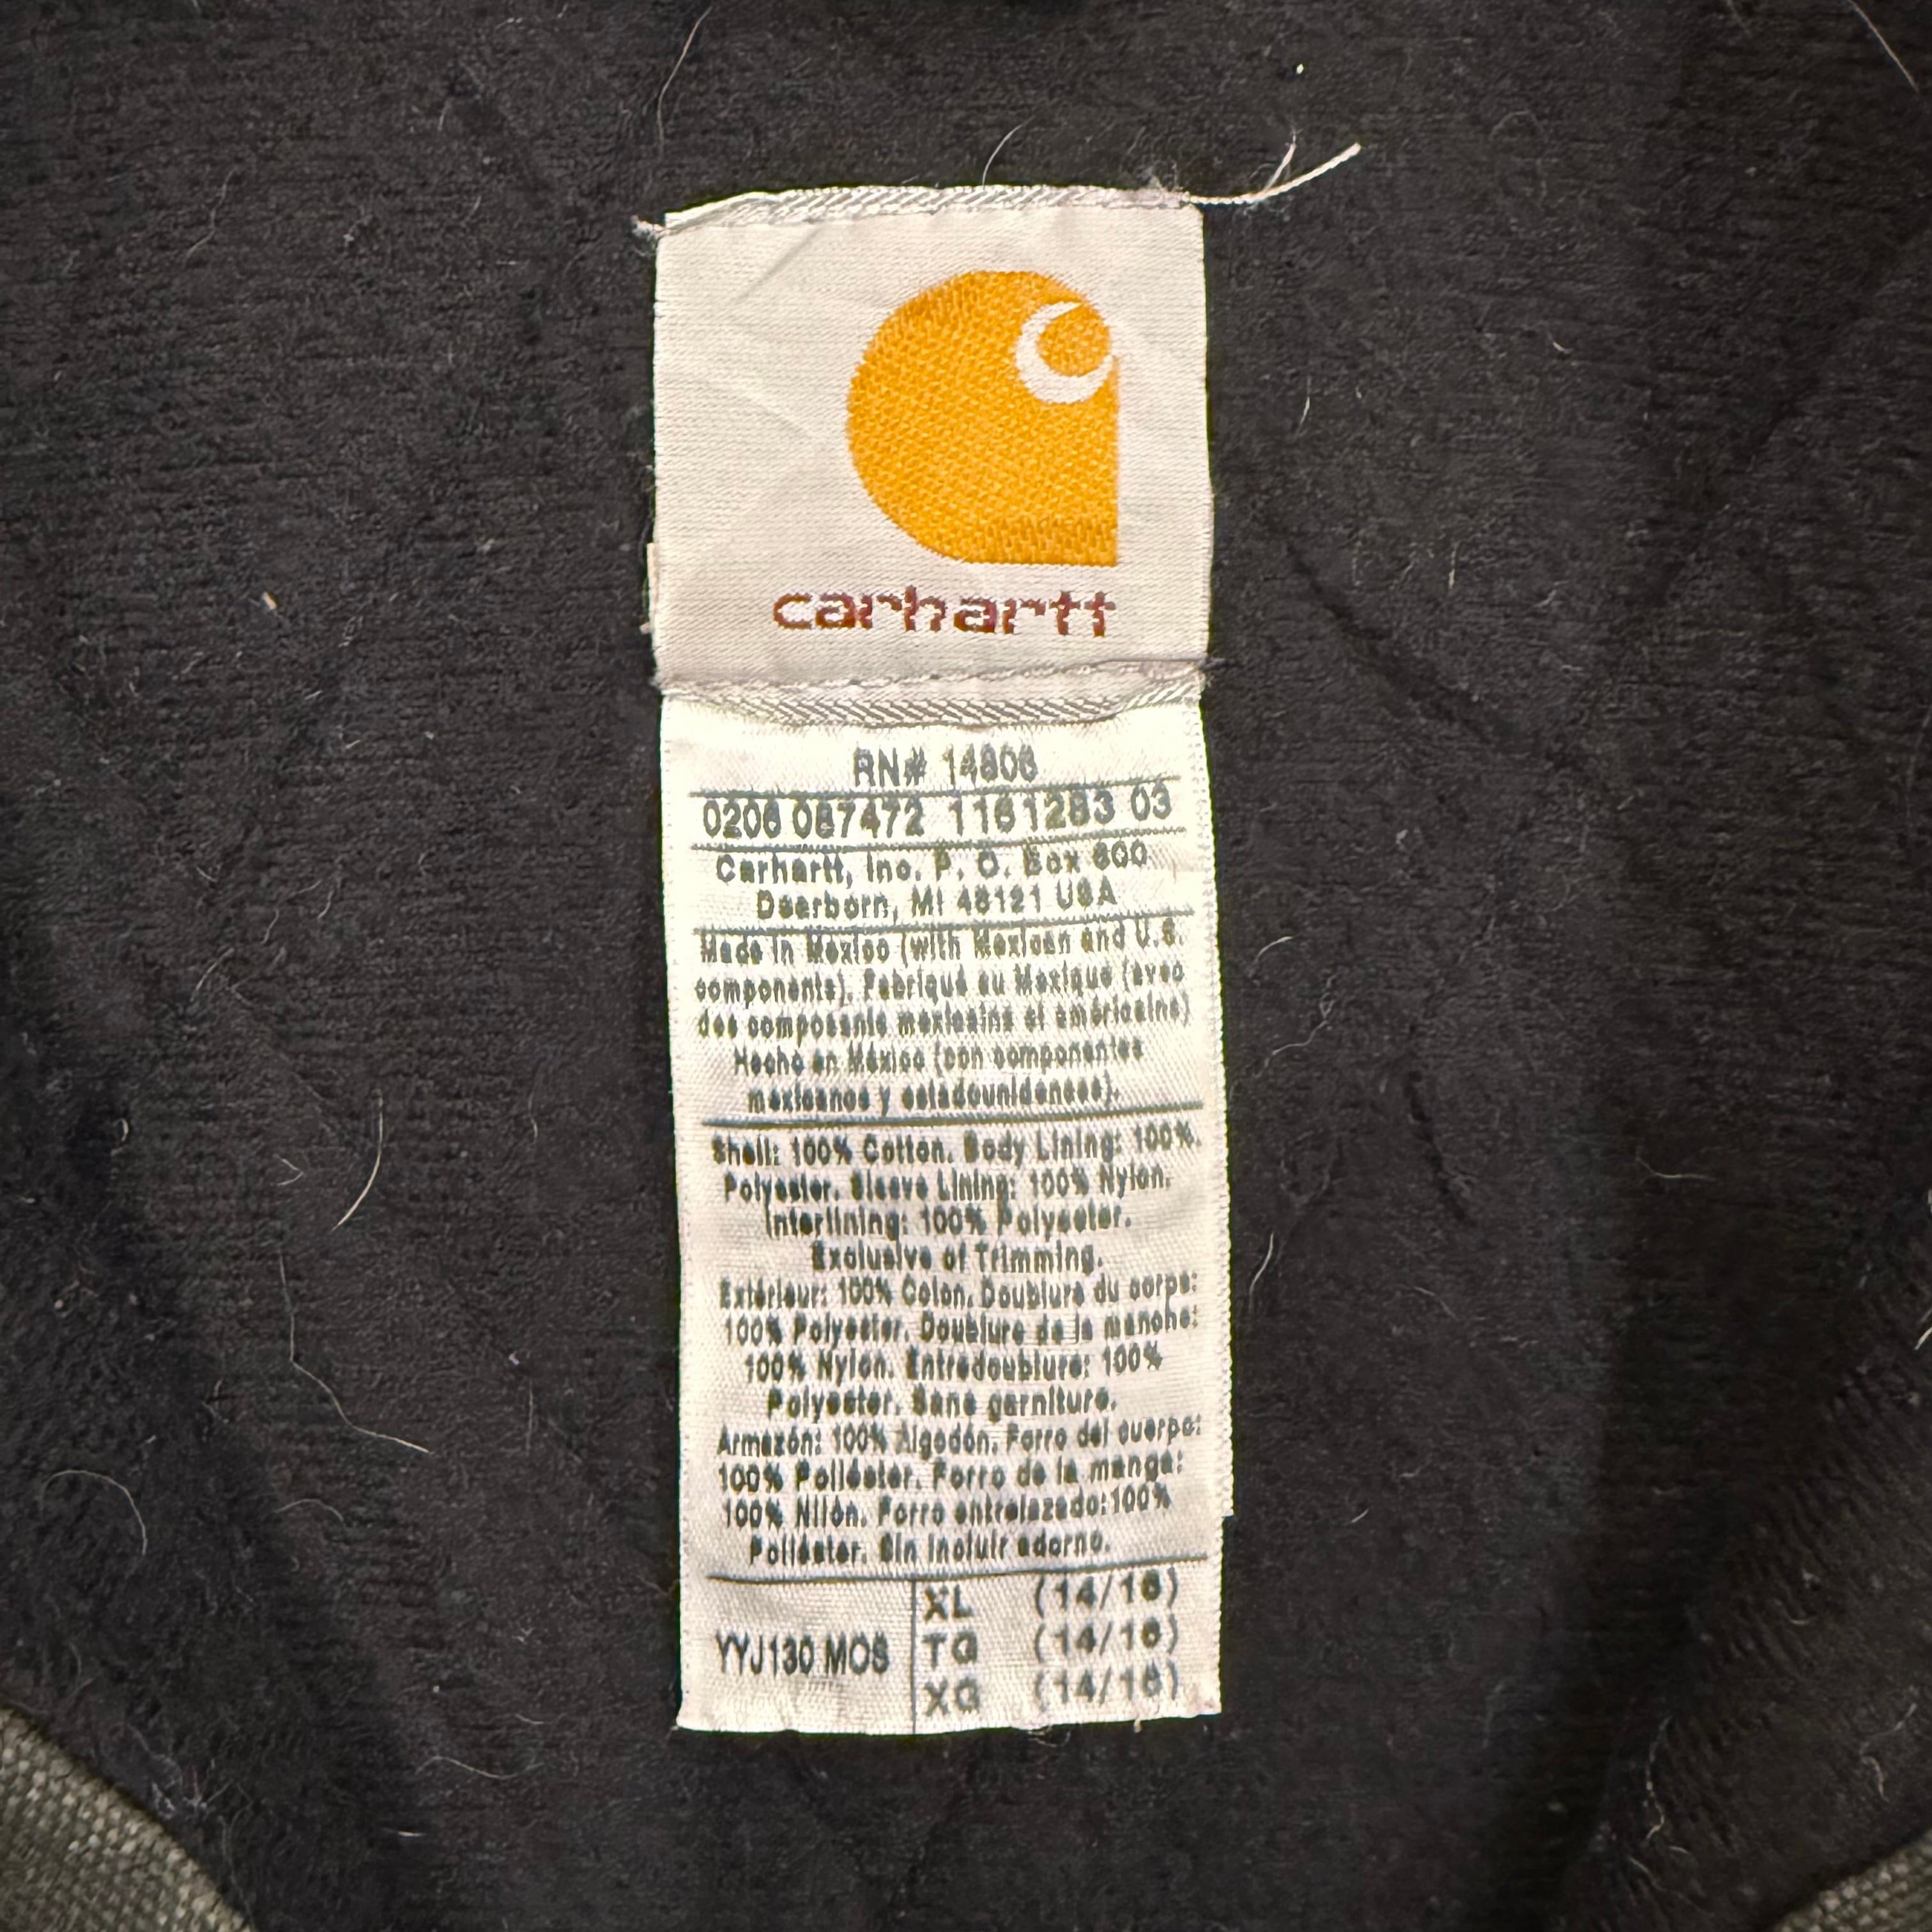 carhartt
RN# 14806
0206 087472 1161283 03
Carhartt, Inc. P. O. Box 600
Dearborn, MI 48121 USA
Made in Mexico (with Mexican and U.S.
components). Fabriqué au Mexique (avec
des composants mexicains et américains)
Hecho en México (con componentes
mexicanos y estadounidenses).
Shell: 100% Cotton. Body Lining: 100%
Polyester. Sleeve Lining: 100% Nylon.
Interlining: 100% Polyester.
Exclusive of Trimming.
Extérieur: 100% Coton. Doublure du corps:
100% Polyester. Doublure de la manche:
100% Nylon. Entredoublure: 100%
Polyester. Sans garniture.
Armazón: 100% Algodón. Forro del cuerpo:
100% Poliéster. Forro de la manga:
100% Nilón. Forro entrelazado: 100%
Poliéster. Sin incluir adorno.
YYJ130 MOS
XL (14/16)
TG (14/16)
XG (14/16)